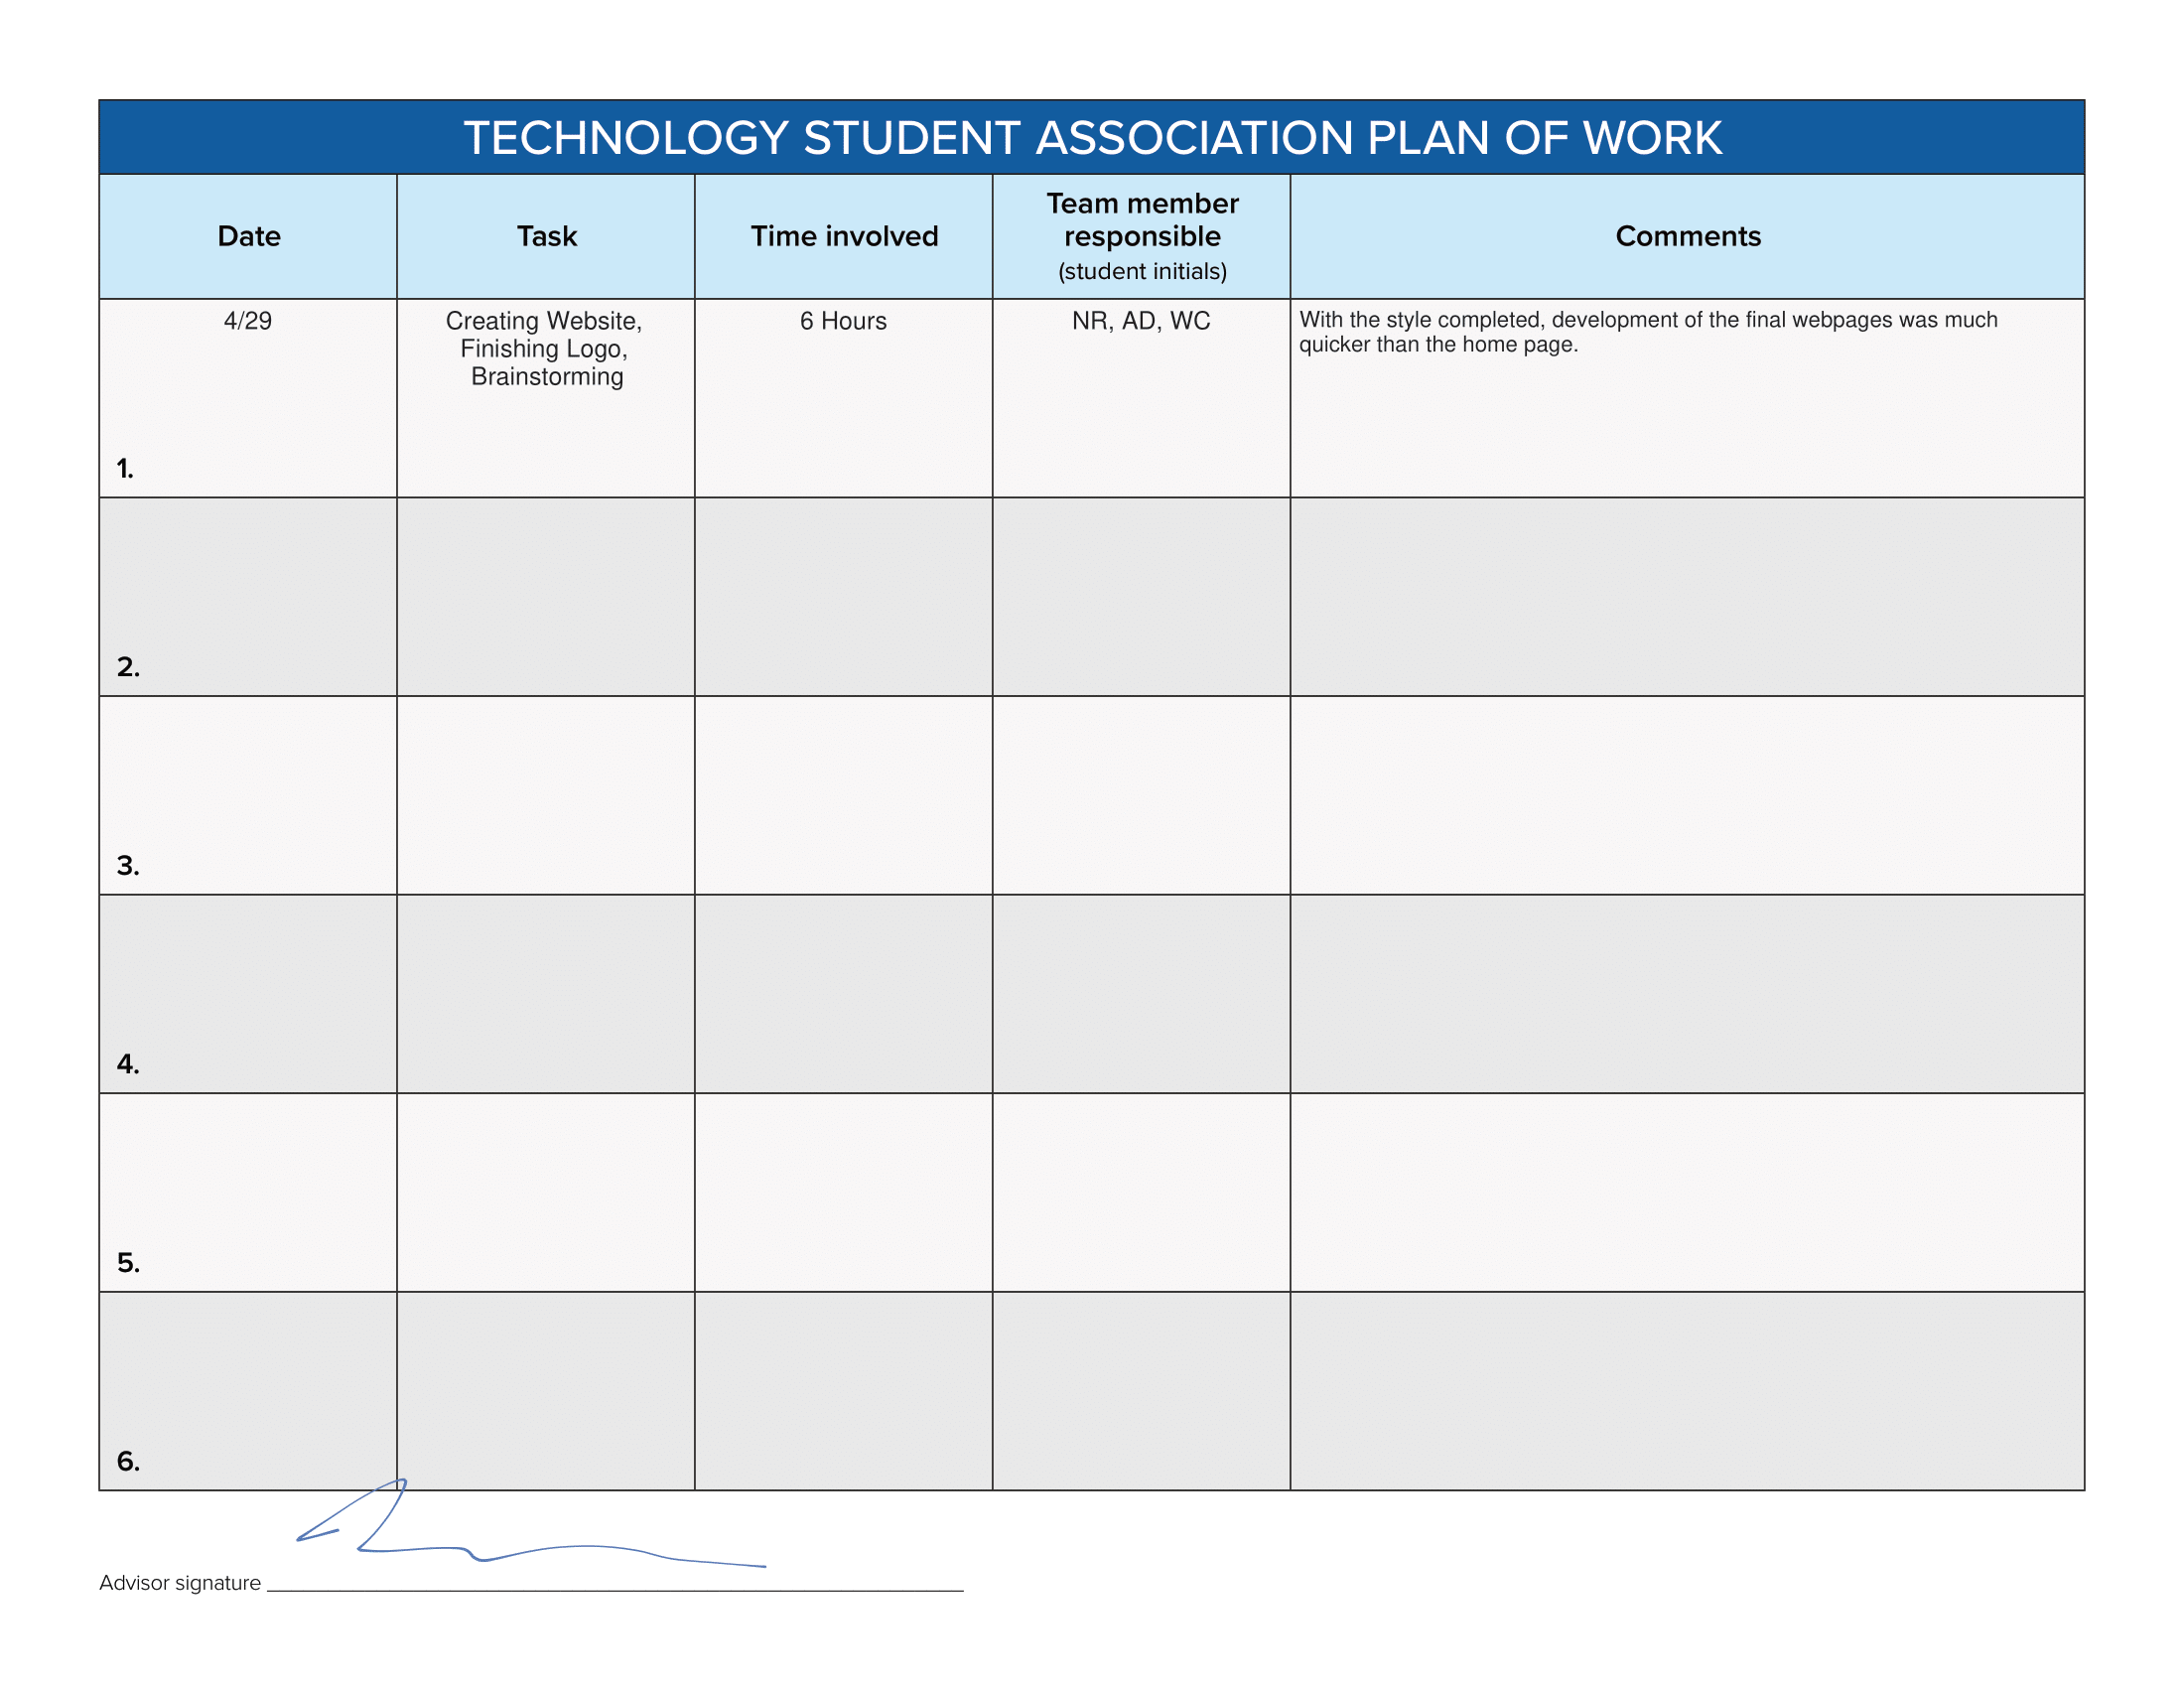 TECHNOLOGY STUDENT ASSOCIATION PLAN OF WORK
Date
Task
Time involved
Team member
responsible
(student initials)
Comments
1.
4/29
Creating Website,
Finishing Logo,
Brainstorming
6 Hours
NR, AD, WC
With the style completed, development of the final webpages was much
quicker than the home page.
2.
3.
4.
5.
6.
Advisor signature